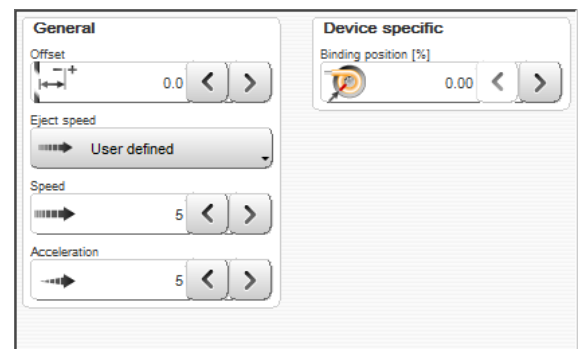 General
Offset
0.0
Eject speed
User defined
Speed
5
Acceleration
5
Device specific
Binding position [%]
0.00